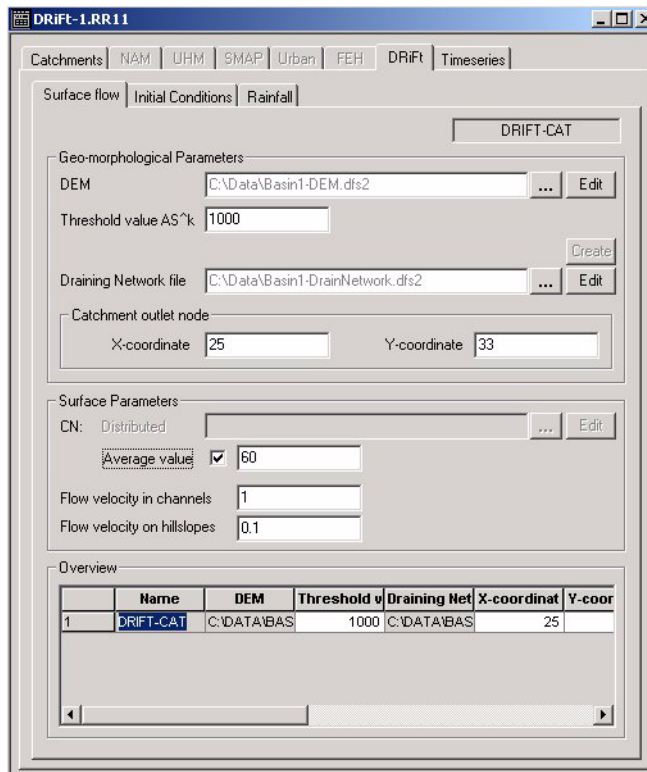 DRiFt-1.RR11
Catchments NAM UHM SMAP Urban FEH DRiFt Timeseries
Surface flow Initial Conditions Rainfall
DRIFT-CAT
Geo-morphological Parameters
DEM C:\Data\Basin1-DEM.dfs2 ... Edit
Threshold value AS^k 1000
Create
Draining Network file C:\Data\Basin1-DrainNetwork.dfs2 ... Edit
Catchment outlet node
X-coordinate 25 Y-coordinate 33
Surface Parameters
CN: Distributed ... Edit
Average value 60
Flow velocity in channels 1
Flow velocity on hillslopes 0.1
Overview
Name DEM Threshold v Draining Net X-coordinat Y-coor
1 DRIFT-CAT C:\DATA\BAS 1000 C:\DATA\BAS 25